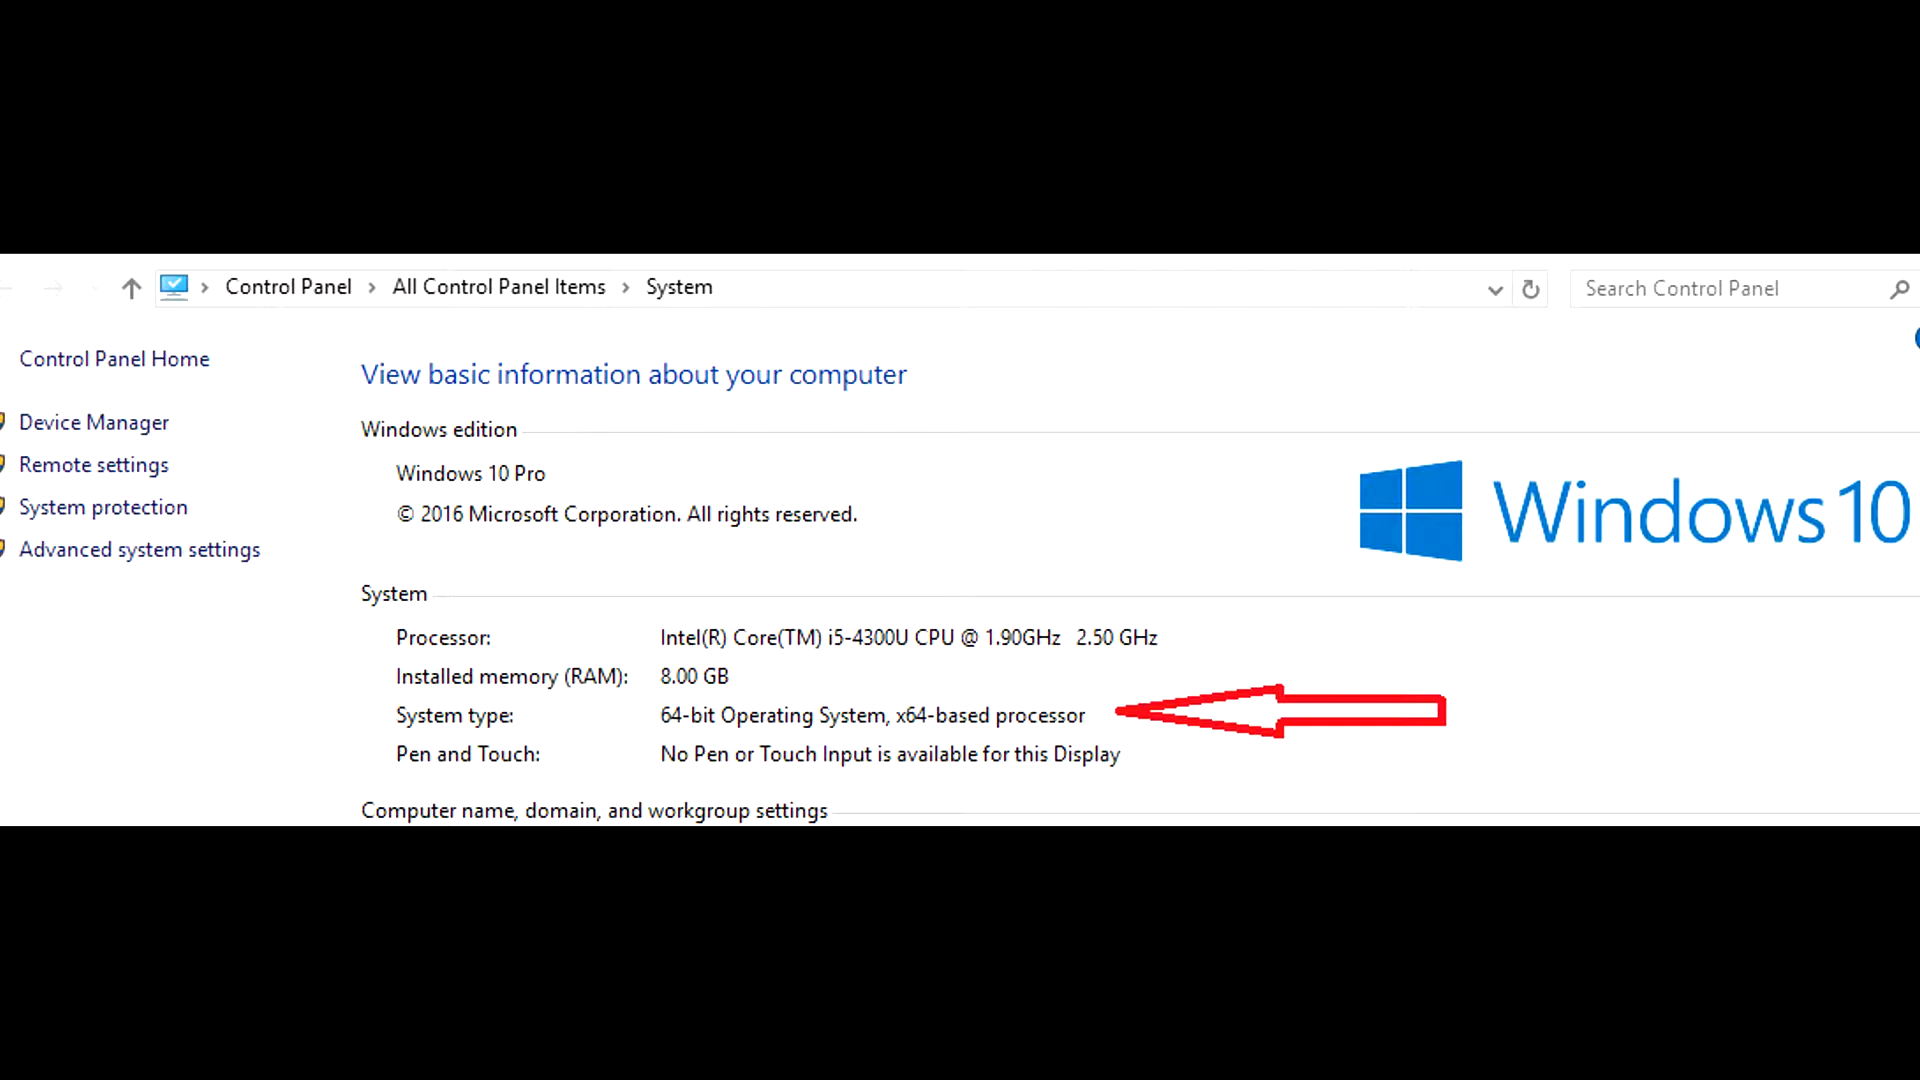 Control Panel > All Control Panel Items > System
Search Control Panel
Control Panel Home
Device Manager
Remote settings
System protection
Advanced system settings
View basic information about your computer
Windows edition
Windows 10 Pro
© 2016 Microsoft Corporation. All rights reserved.
Windows 10
System
Processor: Intel(R) Core(TM) i5-4300U CPU @ 1.90GHz 2.50 GHz
Installed memory (RAM): 8.00 GB
System type: 64-bit Operating System, x64-based processor
Pen and Touch: No Pen or Touch Input is available for this Display
Computer name, domain, and workgroup settings